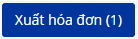 Xuất hóa đơn (1)